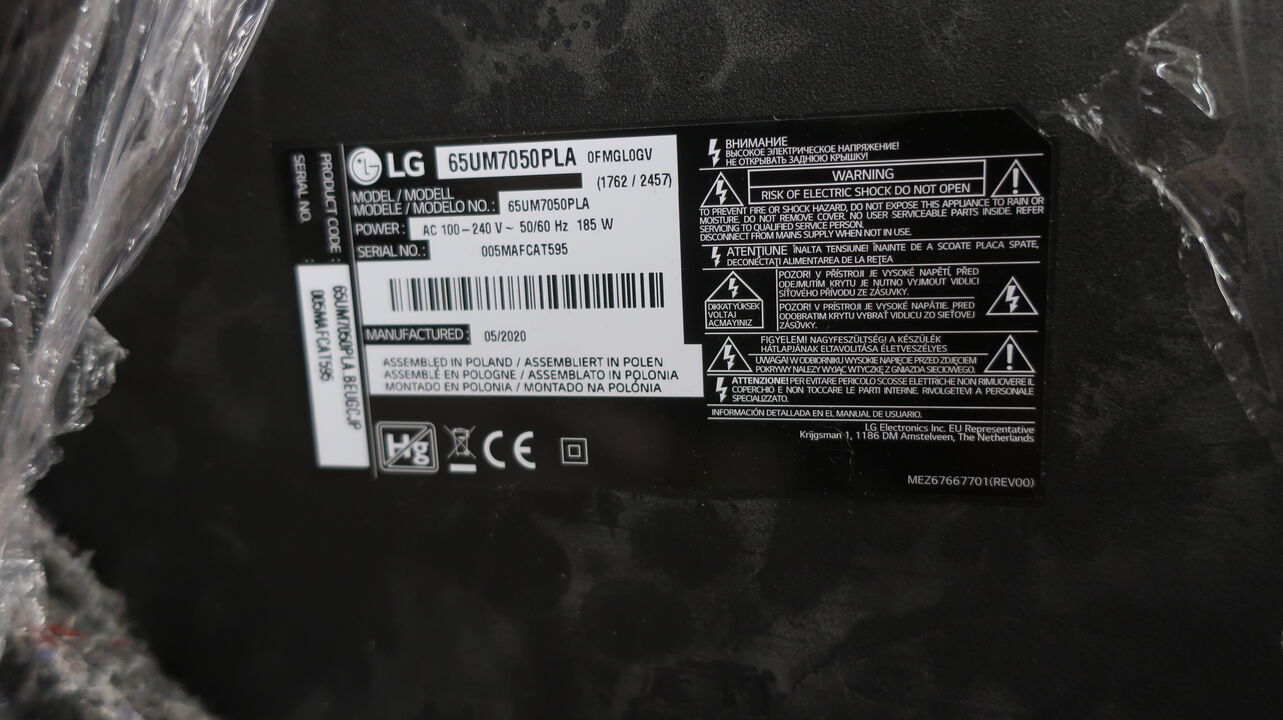 SERIAL NO.
PRODUCT CODE :
65UM7050PLA BEUGCJP
005MAFCAT595
LG 65UM7050PLA 0FMGL0GV
(1762 / 2457)
MODEL / MODELL
MODELE / MODELO NO. : 65UM7050PLA
POWER : AC 100-240 V~ 50/60 Hz 185 W
SERIAL NO. : 005MAFCAT595
MANUFACTURED : 05/2020
ASSEMBLED IN POLAND / ASSEMBLIERT IN POLEN
ASSEMBLÉ EN POLOGNE / ASSEMBLATO IN POLONIA
MONTADO EN POLONIA / MONTADO NA POLÓNIA
Hg
CE
ВНИМАНИЕ
ВЫСОКОЕ ЭЛЕКТРИЧЕСКОЕ НАПРЯЖЕНИЕ!
НЕ ОТКРЫВАТЬ ЗАДНЮЮ КРЫШКУ!
WARNING
RISK OF ELECTRIC SHOCK DO NOT OPEN
TO PREVENT FIRE OR SHOCK HAZARD, DO NOT EXPOSE THIS APPLIANCE TO RAIN OR
MOISTURE. DO NOT REMOVE COVER. NO USER SERVICEABLE PARTS INSIDE. REFER
SERVICING TO QUALIFIED SERVICE PERSON.
DISCONNECT FROM MAINS SUPPLY WHEN NOT IN USE.
ATENŢIUNE ÎNALTA TENSIUNE! ÎNAINTE DE A SCOATE PLACA SPATE,
DECONECTAŢI ALIMENTAREA DE LA REŢEA
DIKKAT YÜKSEK
VOLTAJ
AÇMAYINIZ
POZOR! V PŘÍSTROJI JE VYSOKÉ NAPĚTÍ, PŘED
ODEJMUTÍM KRYTU JE NUTNO VYJMOUT VIDLICI
SÍŤOVÉHO PŘÍVODU ZE ZÁSUVKY.
POZOR! V PRÍSTROJI JE VYSOKÉ NAPÄTIE. PRED
ODOBRATIM KRYTU VYBRAŤ VIDLICU ZO SIEŤOVEJ
ZÁSUVKY.
FIGYELEM! NAGYFESZÜLTSÉG! A KÉSZÜLÉK
HÁTLAPJÁNAK ELTÁVOLÍTÁSA ÉLETVESZÉLYES
UWAGA! W ODBIORNIKU WYSOKIE NAPIĘCIE PRZED ZDJĘCIEM
POKRYWY NALEŻY WYJĄC WTYCZKĘ Z GNIAZDA SIECIOWEGO.
ATTENZIONE! PER EVITARE PERICOLO SCOSSE ELETTRICHE NON RIMUOVERE IL
COPERCHIO E NON TOCCARE LE PARTI INTERNE. RIVOLGETEVI A PERSONALE
SPECIALIZZATO.
INFORMACIÓN DETALLADA EN EL MANUAL DE USUARIO.
LG Electronics Inc. EU Representative
Krijgsman 1, 1186 DM Amstelveen, The Netherlands
MEZ67667701(REV00)